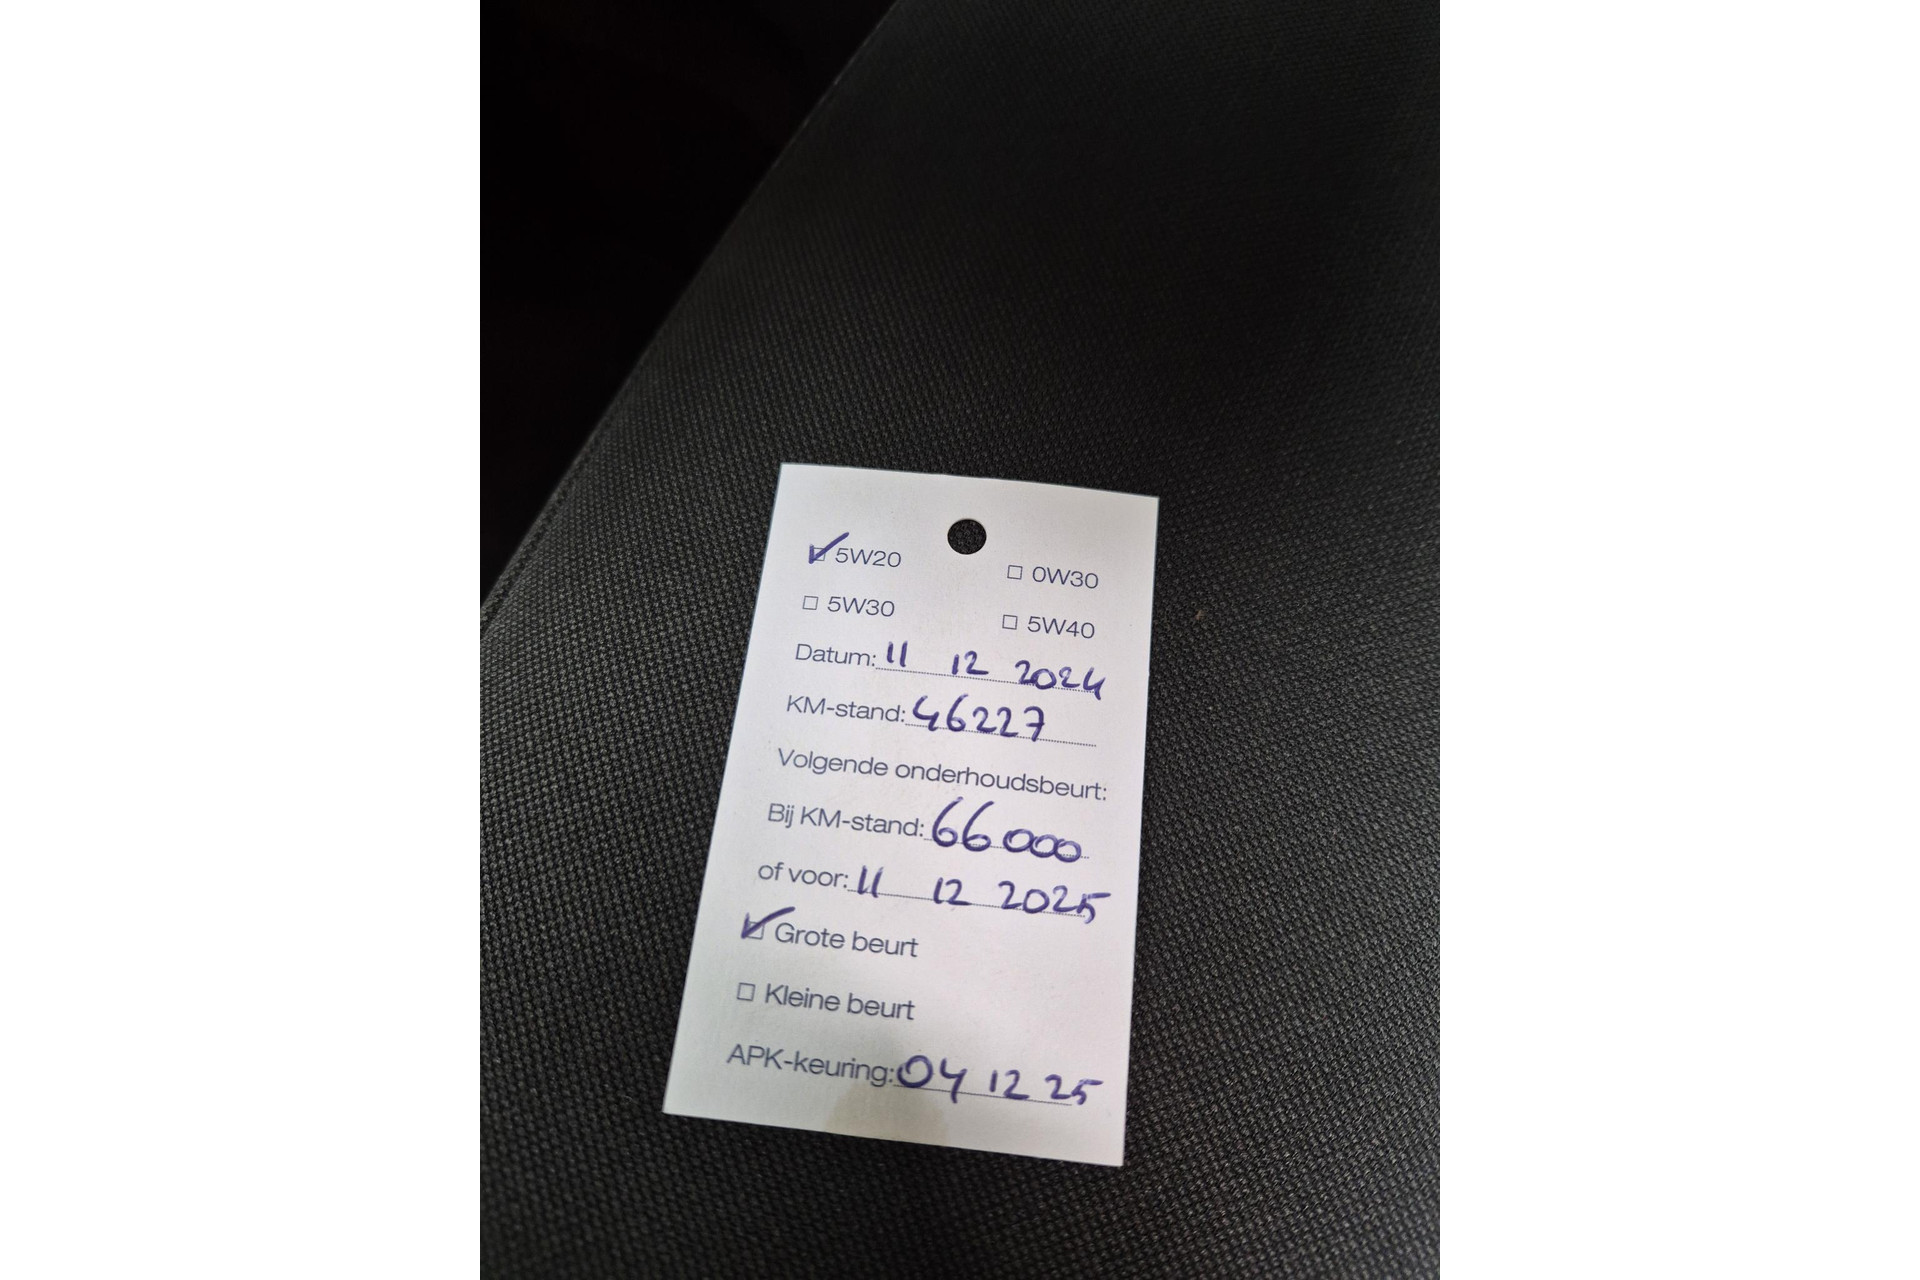 ☑ 5W20 ☐ 0W30
☐ 5W30 ☐ 5W40
Datum: 11 12 2024
KM-stand: 46227
Volgende onderhoudsbeurt:
Bij KM-stand: 66000
of voor: 11 12 2025
☑ Grote beurt
☐ Kleine beurt
APK-keuring: 04 12 25